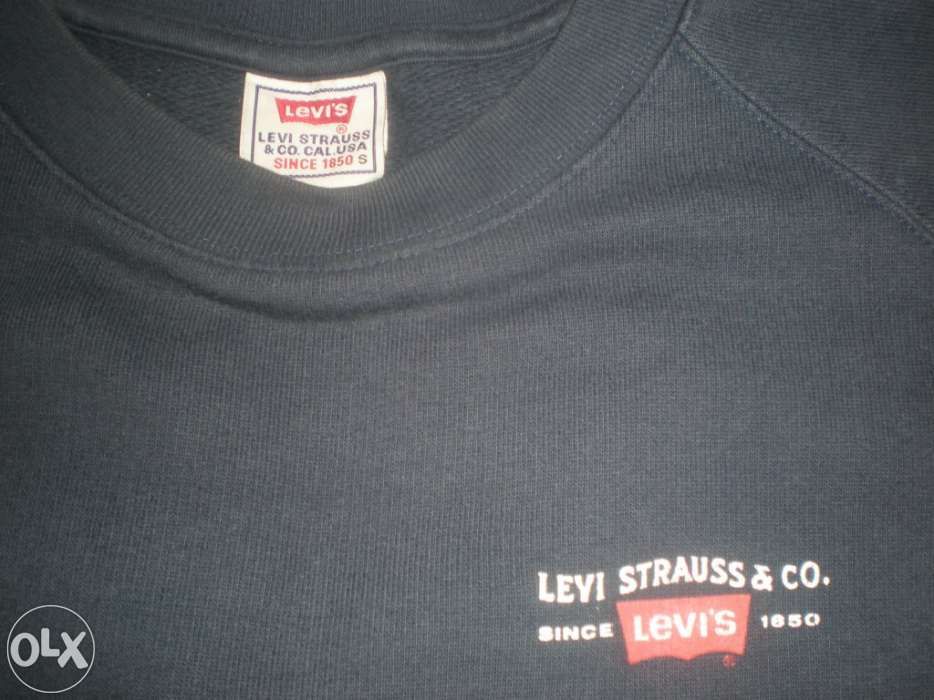 Levi's
®
LEVI STRAUSS
& CO. CAL. USA
SINCE 1850 S
LEVI STRAUSS & CO.
SINCE Levi's 1850
®
OLX